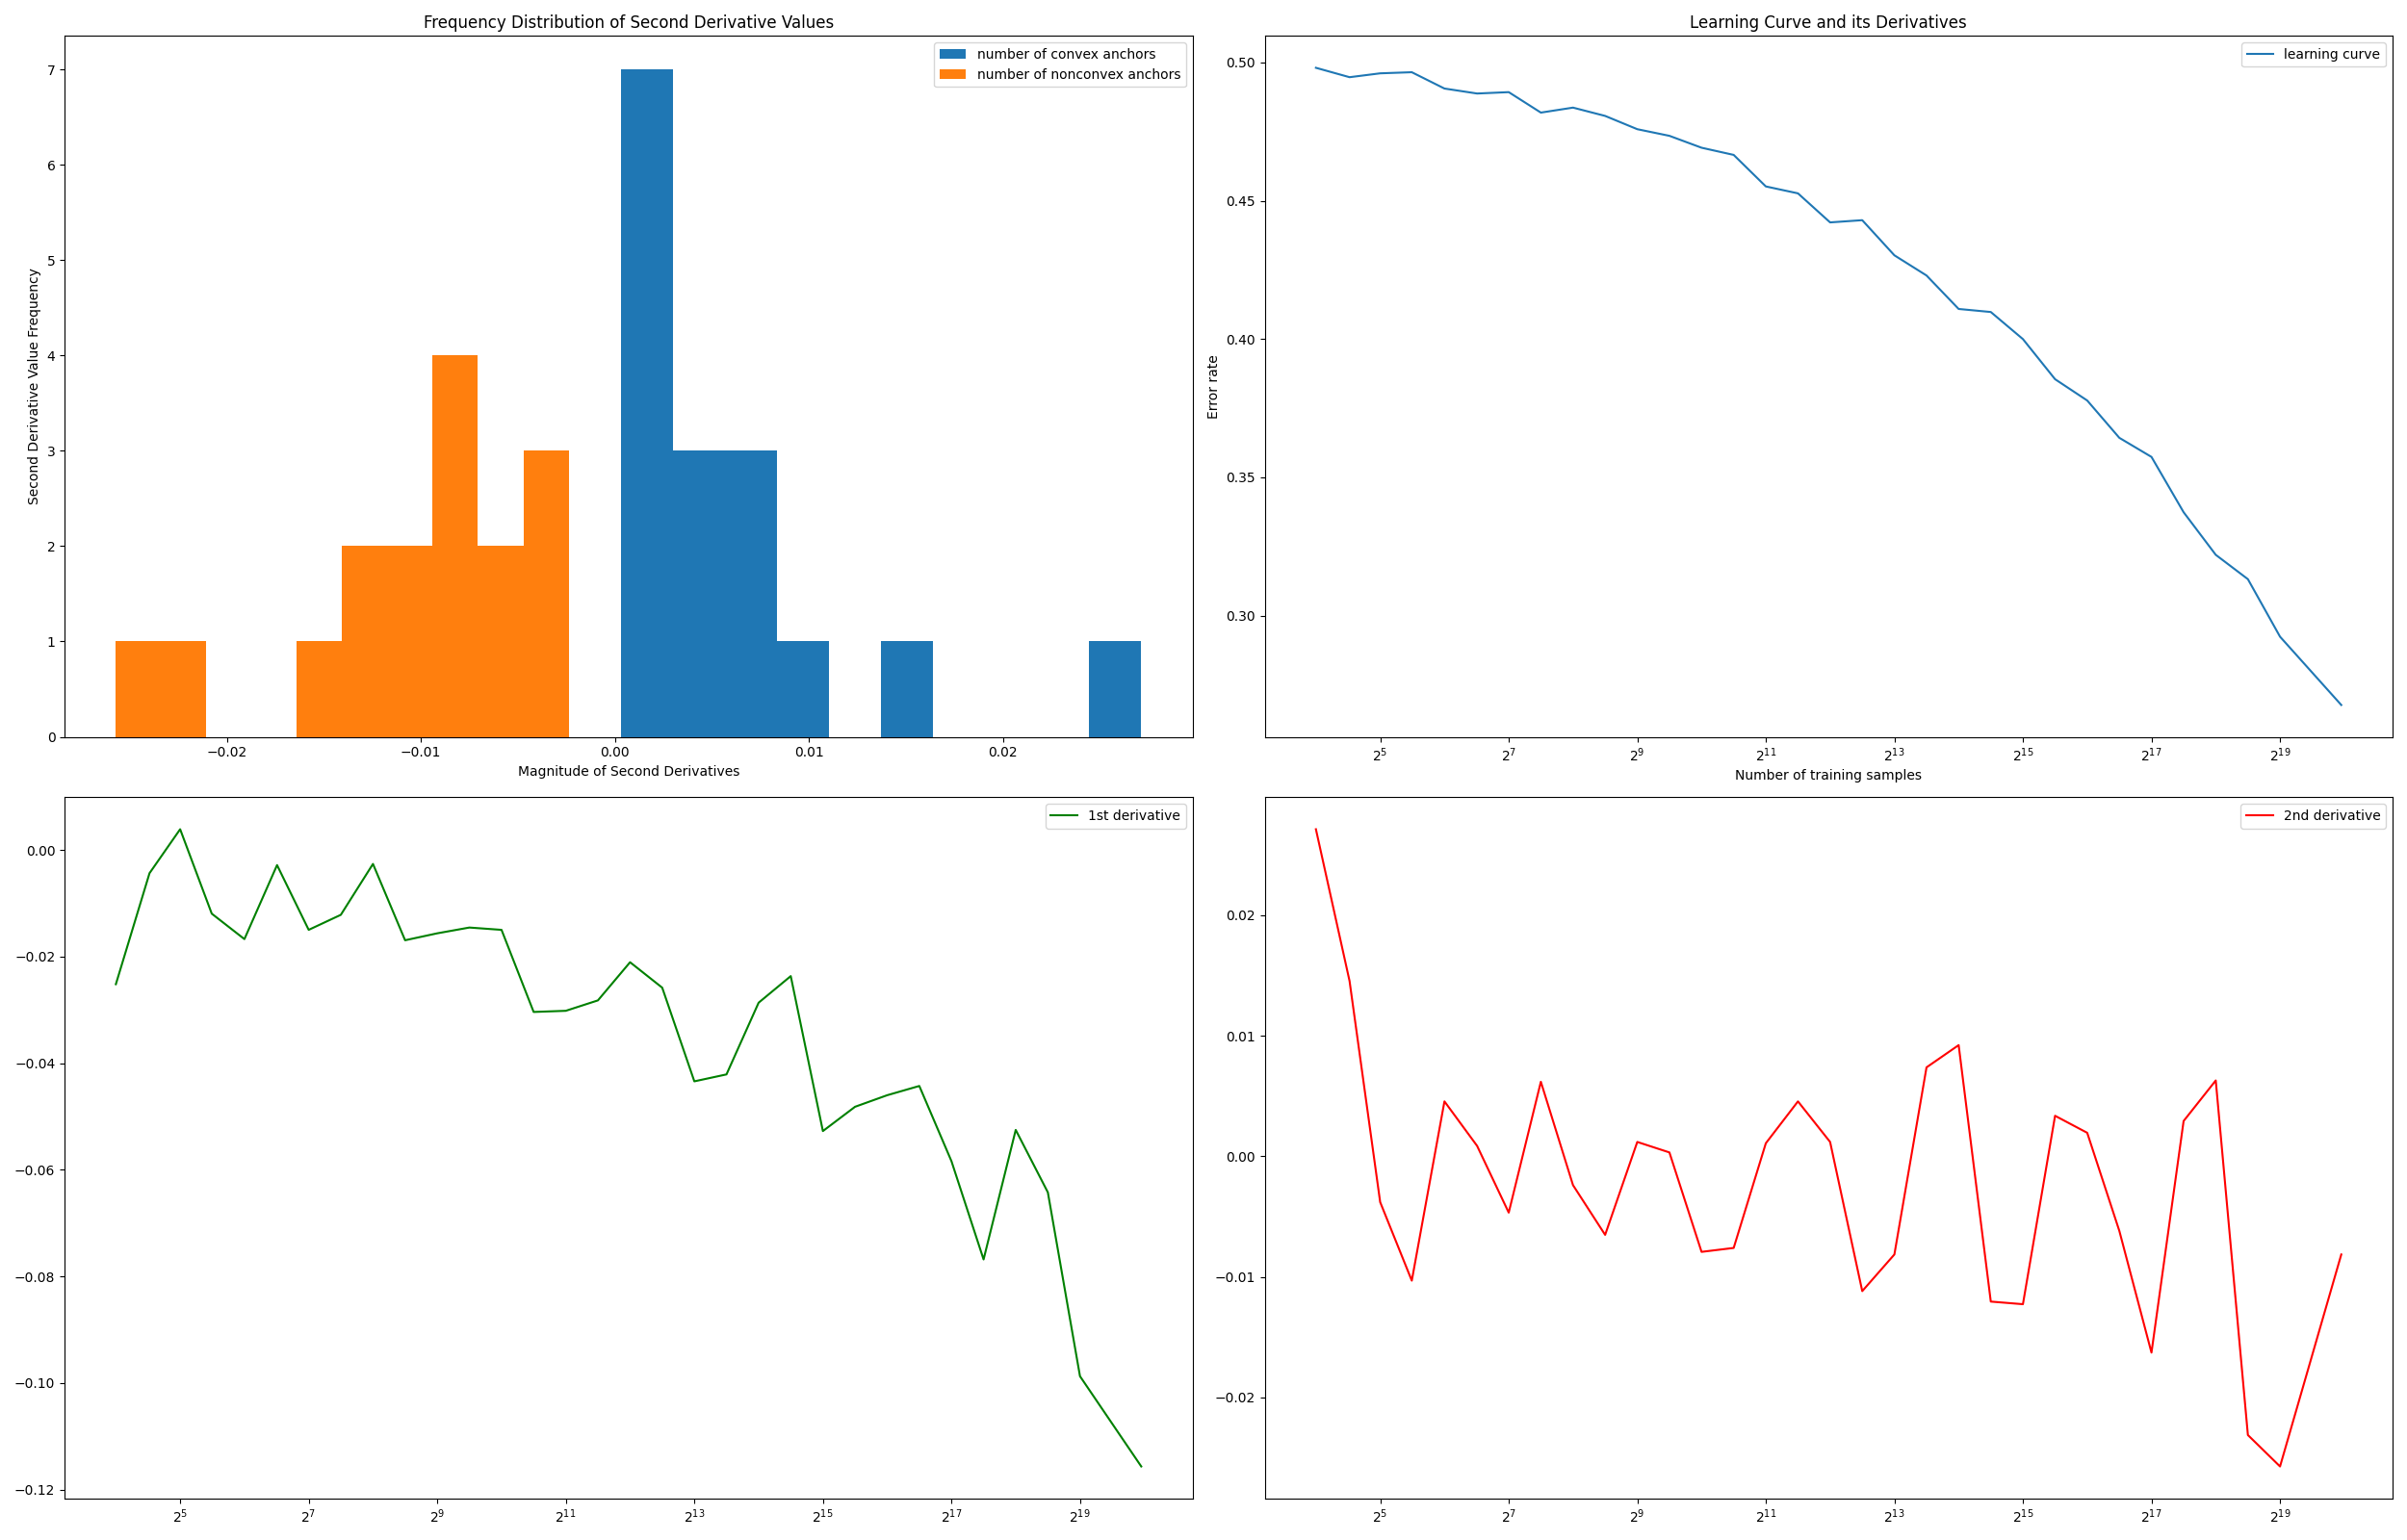 Frequency Distribution of Second Derivative Values
number of convex anchors
number of nonconvex anchors
Second Derivative Value Frequency
7
6
5
4
3
2
1
0
−0.02 −0.01 0.00 0.01 0.02
Magnitude of Second Derivatives
Learning Curve and its Derivatives
learning curve
Error rate
0.50
0.45
0.40
0.35
0.30
2^5 2^7 2^9 2^11 2^13 2^15 2^17 2^19
Number of training samples
1st derivative
0.00
−0.02
−0.04
−0.06
−0.08
−0.10
−0.12
2^5 2^7 2^9 2^11 2^13 2^15 2^17 2^19
2nd derivative
0.02
0.01
0.00
−0.01
−0.02
2^5 2^7 2^9 2^11 2^13 2^15 2^17 2^19